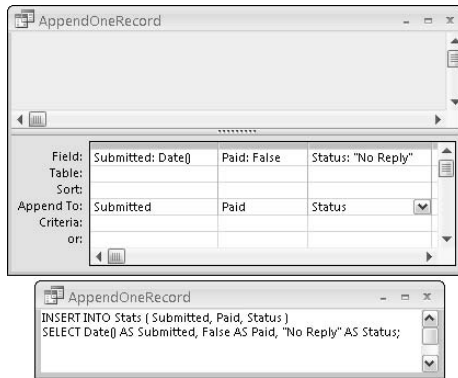 AppendOneRecord
Field: Submitted: Date() Paid: False Status: "No Reply"
Table:
Sort:
Append To: Submitted Paid Status
Criteria:
or:
AppendOneRecord
INSERT INTO Stats ( Submitted, Paid, Status )
SELECT Date() AS Submitted, False AS Paid, "No Reply" AS Status;